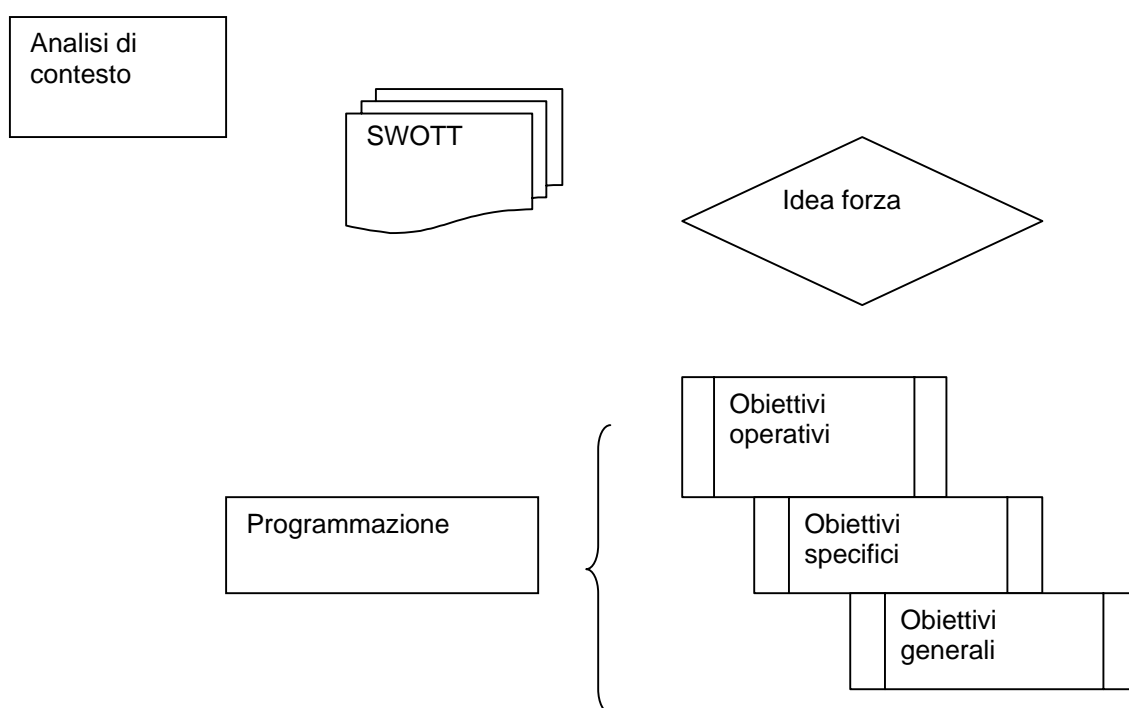 Analisi di
contesto
SWOTT
Idea forza
Obiettivi
operativi
Programmazione
Obiettivi
specifici
Obiettivi
generali